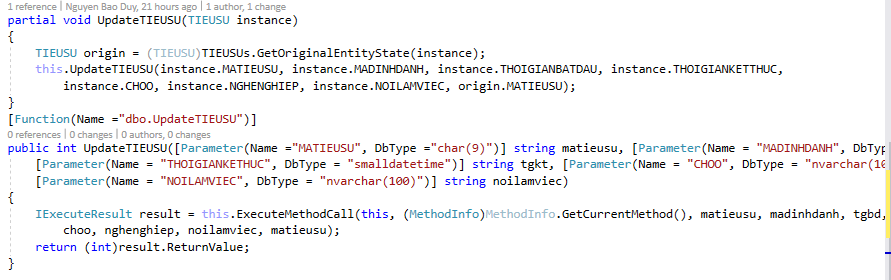 1 reference | Nguyen Bao Duy, 21 hours ago | 1 author, 1 change
partial void UpdateTIEUSU(TIEUSU instance)
{
TIEUSU origin = (TIEUSU)TIEUSUs.GetOriginalEntityState(instance);
this.UpdateTIEUSU(instance.MATIEUSU, instance.MADINHDANH, instance.THOIGIANBATDAU, instance.THOIGIANKETTHUC,
instance.CHOO, instance.NGHENGHIEP, instance.NOILAMVIEC, origin.MATIEUSU);
}
[Function(Name ="dbo.UpdateTIEUSU")]
0 references | 0 changes | 0 authors, 0 changes
public int UpdateTIEUSU([Parameter(Name ="MATIEUSU", DbType ="char(9)")] string matieusu, [Parameter(Name = "MADINHDANH", DbTyp
[Parameter(Name = "THOIGIANKETHUC", DbType = "smalldatetime")] string tgkt, [Parameter(Name = "CHOO", DbType = "nvarchar(10
[Parameter(Name = "NOILAMVIEC", DbType = "nvarchar(100)")] string noilamviec)
{
IExecuteResult result = this.ExecuteMethodCall(this, (MethodInfo)MethodInfo.GetCurrentMethod(), matieusu, madinhdanh, tgbd,
choo, nghenghiep, noilamviec, matieusu);
return (int)result.ReturnValue;
}